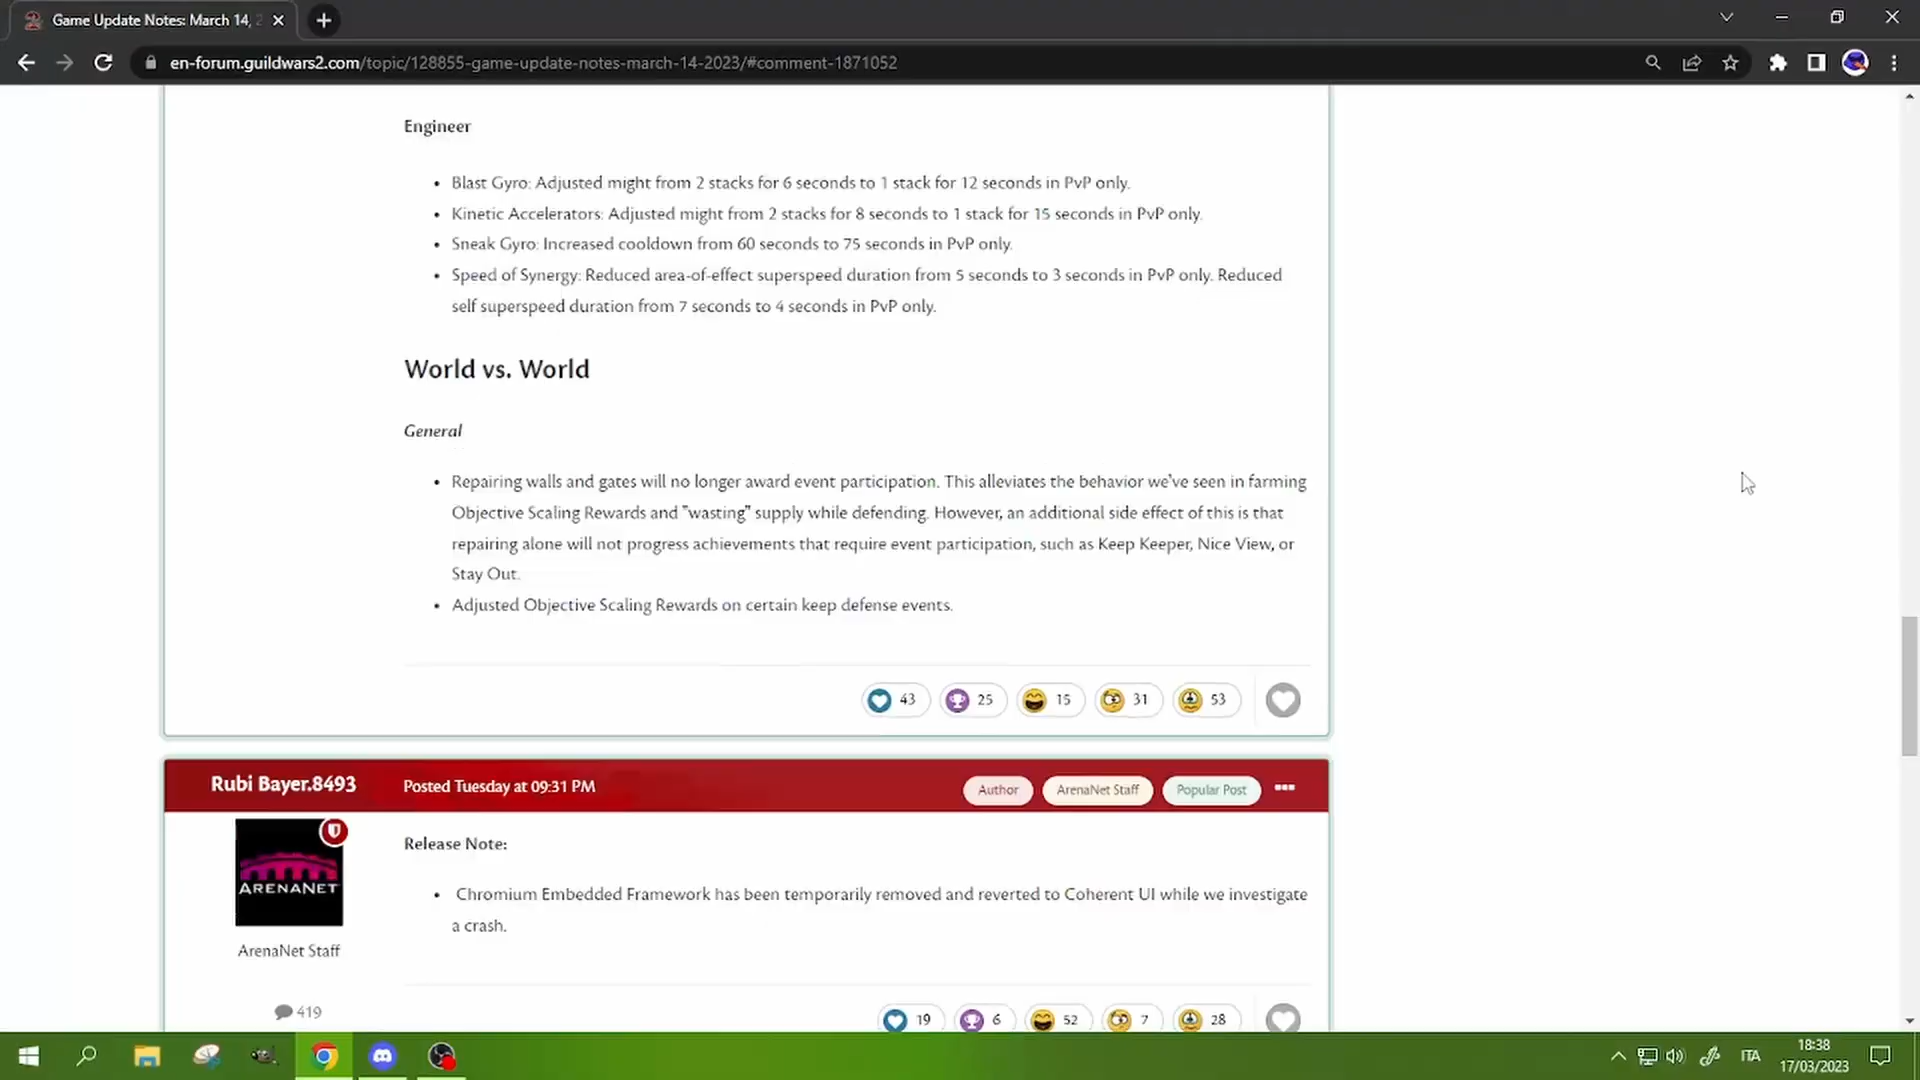 Game Update Notes: March 14, 2
en-forum.guildwars2.com/topic/128855-game-update-notes-march-14-2023/#comment-1871052
Engineer
• Blast Gyro: Adjusted might from 2 stacks for 6 seconds to 1 stack for 12 seconds in PvP only.
• Kinetic Accelerators: Adjusted might from 2 stacks for 8 seconds to 1 stack for 15 seconds in PvP only.
• Sneak Gyro: Increased cooldown from 60 seconds to 75 seconds in PvP only.
• Speed of Synergy: Reduced area-of-effect superspeed duration from 5 seconds to 3 seconds in PvP only. Reduced
self superspeed duration from 7 seconds to 4 seconds in PvP only.
World vs. World
General
• Repairing walls and gates will no longer award event participation. This alleviates the behavior we've seen in farming
Objective Scaling Rewards and "wasting" supply while defending. However, an additional side effect of this is that
repairing alone will not progress achievements that require event participation, such as Keep Keeper, Nice View, or
Stay Out.
• Adjusted Objective Scaling Rewards on certain keep defense events.
43 25 15 31 53
Rubi Bayer.8493 Posted Tuesday at 09:31 PM Author ArenaNet Staff Popular Post
Release Note:
• Chromium Embedded Framework has been temporarily removed and reverted to Coherent UI while we investigate
a crash.
ARENANET
ArenaNet Staff
419
19 6 52 7 28
ITA
18:38
17/03/2023